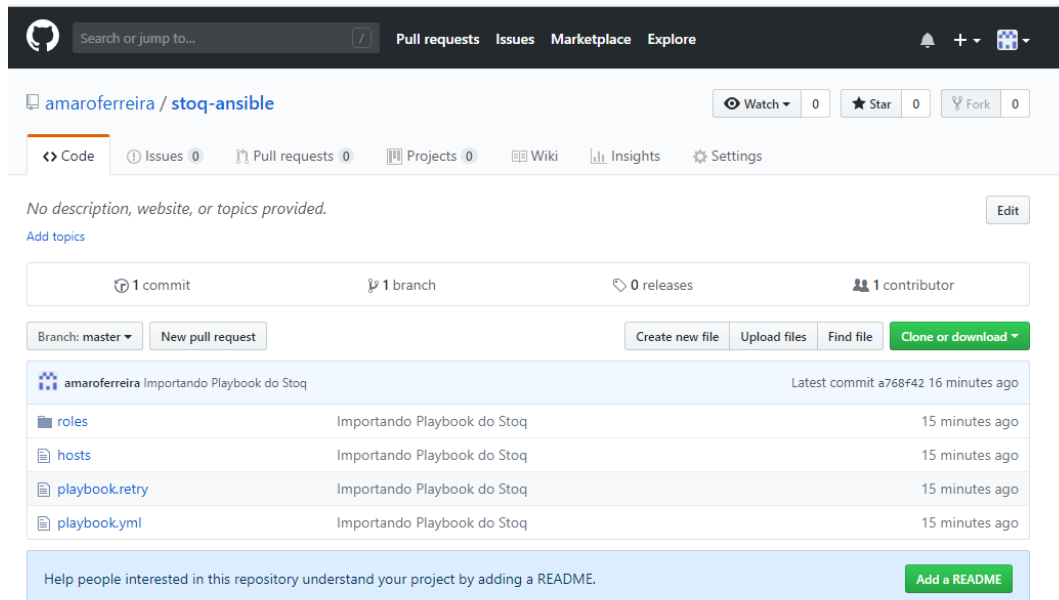 Search or jump to... / Pull requests Issues Marketplace Explore
amaroferreira / stoq-ansible Watch 0 Star 0 Fork 0
<> Code Issues 0 Pull requests 0 Projects 0 Wiki Insights Settings
No description, website, or topics provided. Edit
Add topics
1 commit 1 branch 0 releases 1 contributor
Branch: master New pull request Create new file Upload files Find file Clone or download
amaroferreira Importando Playbook do Stoq Latest commit a768f42 16 minutes ago
roles Importando Playbook do Stoq 15 minutes ago
hosts Importando Playbook do Stoq 15 minutes ago
playbook.retry Importando Playbook do Stoq 15 minutes ago
playbook.yml Importando Playbook do Stoq 15 minutes ago
Help people interested in this repository understand your project by adding a README. Add a README